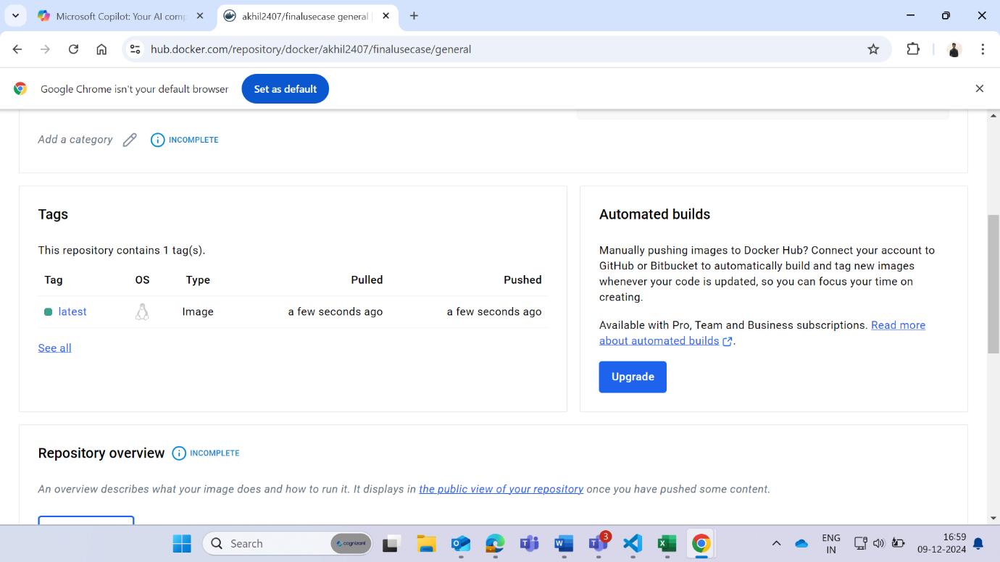 Microsoft Copilot: Your AI comp
akhil2407/finalusecase general
hub.docker.com/repository/docker/akhil2407/finalusecase/general
Google Chrome isn't your default browser
Set as default
Add a category
INCOMPLETE
Tags
This repository contains 1 tag(s).
Tag OS Type Pulled Pushed
latest Image a few seconds ago a few seconds ago
See all
Automated builds
Manually pushing images to Docker Hub? Connect your account to
GitHub or Bitbucket to automatically build and tag new images
whenever your code is updated, so you can focus your time on
creating.
Available with Pro, Team and Business subscriptions. Read more
about automated builds.
Upgrade
Repository overview INCOMPLETE
An overview describes what your image does and how to run it. It displays in the public view of your repository once you have pushed some content.
Search
cognizant
3
ENG
IN
16:59
09-12-2024